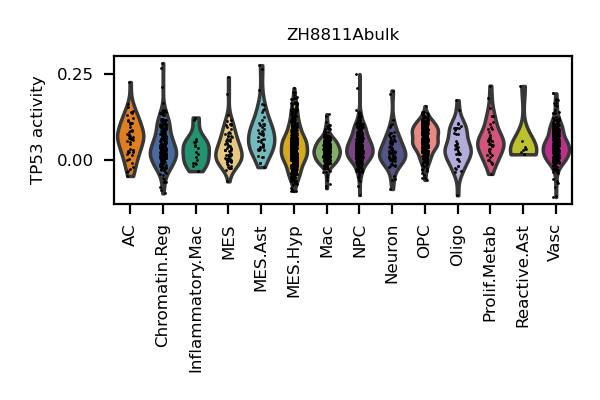 ZH8811Abulk
TP53 activity
0.25
0.00
AC
Chromatin.Reg
Inflammatory.Mac
MES
MES.Ast
MES.Hyp
Mac
NPC
Neuron
OPC
Oligo
Prolif.Metab
Reactive.Ast
Vasc